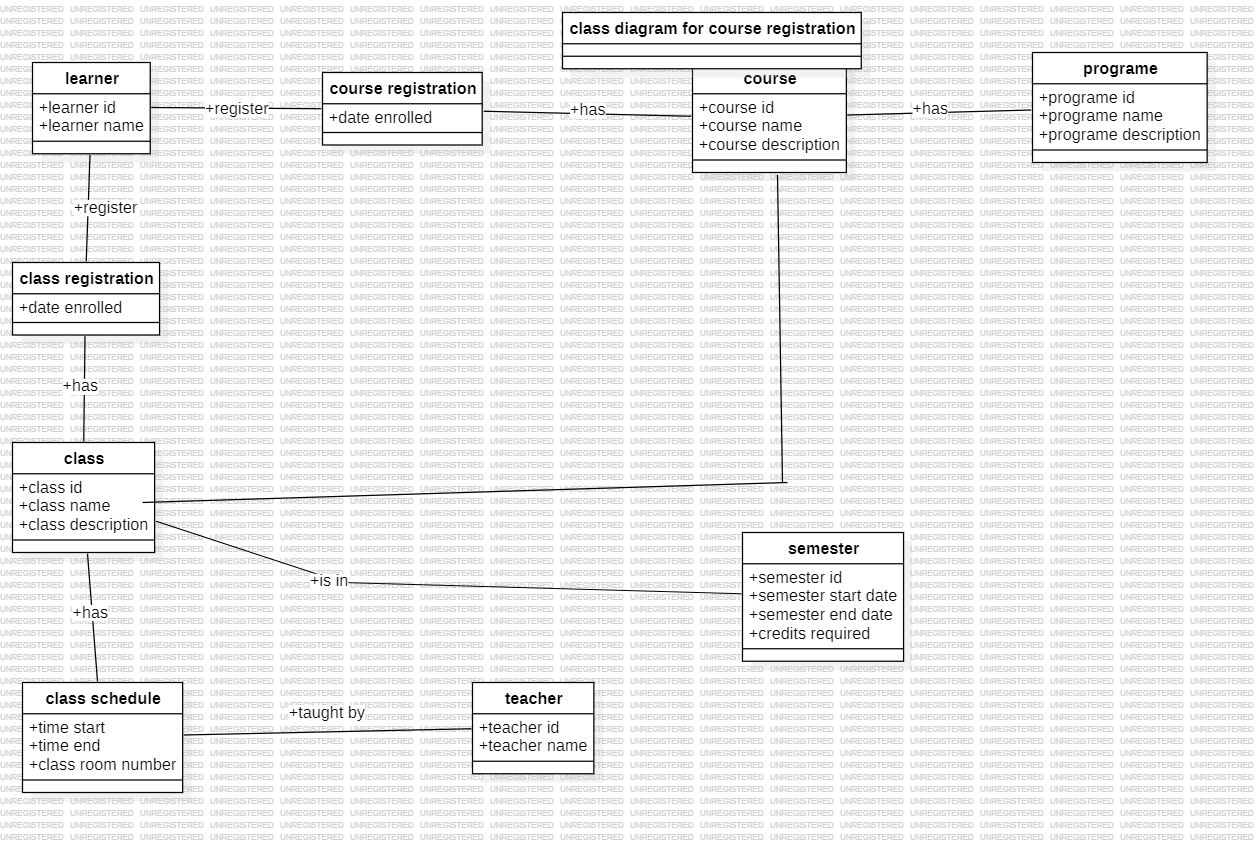 class diagram for course registration
learner
+learner id
+learner name
+register
course registration
+date enrolled
+has
course
+course id
+course name
+course description
+has
programe
+programe id
+programe name
+programe description
+register
class registration
+date enrolled
+has
class
+class id
+class name
+class description
+is in
semester
+semester id
+semester start date
+semester end date
+credits required
+has
class schedule
+time start
+time end
+class room number
+taught by
teacher
+teacher id
+teacher name
UNREGISTERED